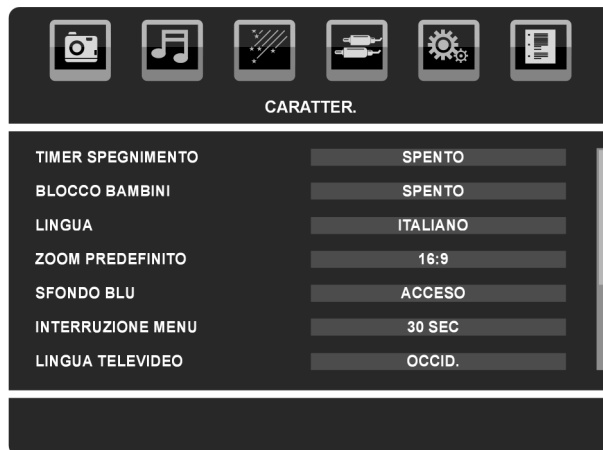 CARATTER.
TIMER SPEGNIMENTO SPENTO
BLOCCO BAMBINI SPENTO
LINGUA ITALIANO
ZOOM PREDEFINITO 16:9
SFONDO BLU ACCESO
INTERRUZIONE MENU 30 SEC
LINGUA TELEVIDEO OCCID.